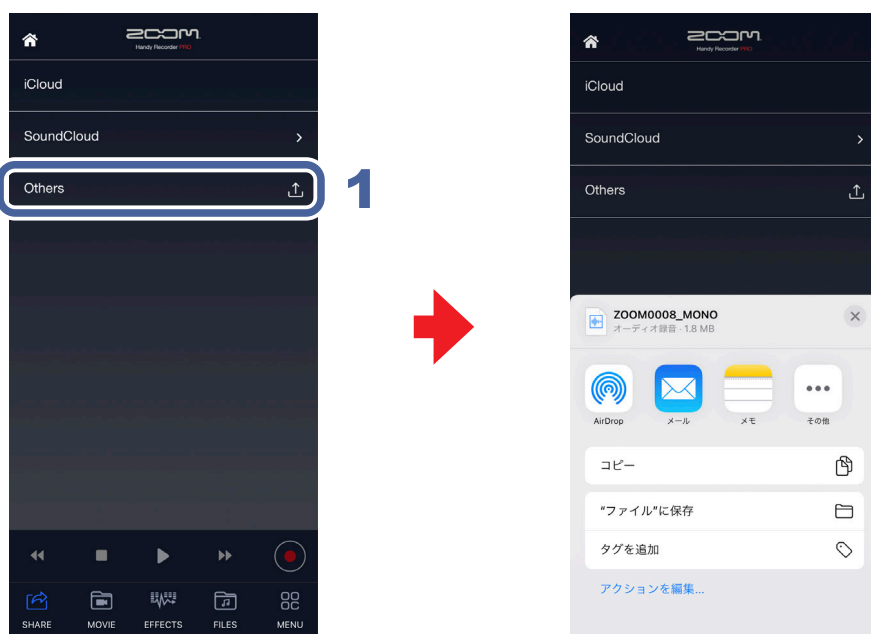 ZOOM
Handy Recorder PRO
iCloud
SoundCloud
Others
1
SHARE
MOVIE
EFFECTS
FILES
MENU
ZOOM
Handy Recorder PRO
iCloud
SoundCloud
Others
ZOOM0008_MONO
オーディオ録音 · 1.8 MB
AirDrop
メール
メモ
その他
コピー
"ファイル"に保存
タグを追加
アクションを編集...